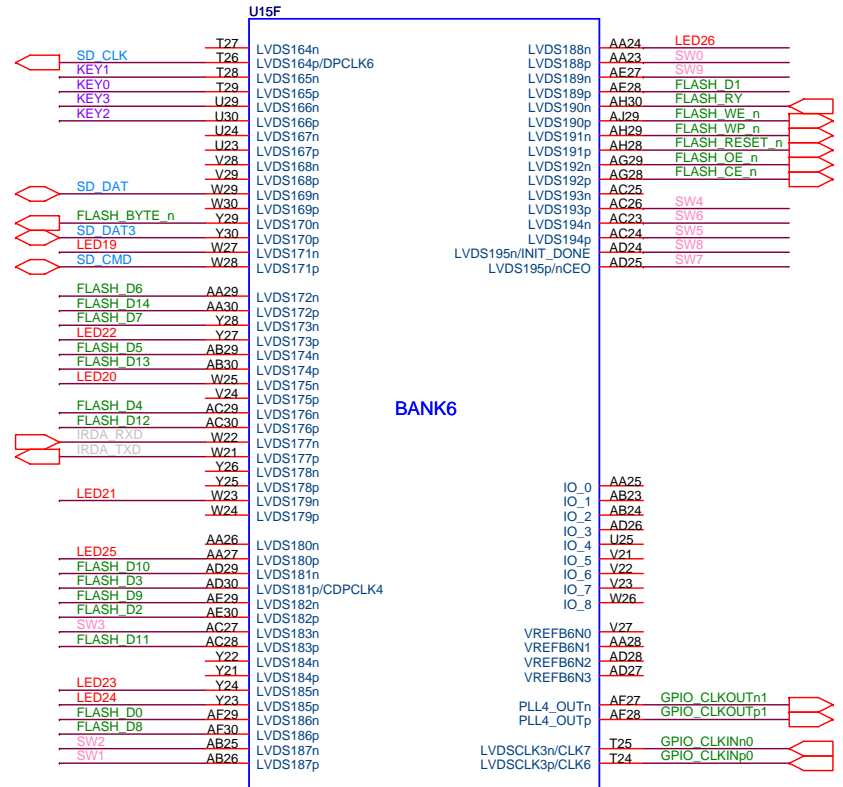 U15F
T27 LVDS164n
SD_CLK T26 LVDS164p/DPCLK6
KEY1 T28 LVDS165n
KEY0 T29 LVDS165p
KEY3 U29 LVDS166n
KEY2 U30 LVDS166p
U24 LVDS167n
U23 LVDS167p
V28 LVDS168n
V29 LVDS168p
SD_DAT W29 LVDS169n
W30 LVDS169p
FLASH_BYTE_n Y29 LVDS170n
SD_DAT3 Y30 LVDS170p
LED19 W27 LVDS171n
SD_CMD W28 LVDS171p
FLASH_D6 AA29 LVDS172n
FLASH_D14 AA30 LVDS172p
FLASH_D7 Y28 LVDS173n
LED22 Y27 LVDS173p
FLASH_D5 AB29 LVDS174n
FLASH_D13 AB30 LVDS174p
LED20 W25 LVDS175n
V24 LVDS175p
FLASH_D4 AC29 LVDS176n
FLASH_D12 AC30 LVDS176p
IRDA_RXD W22 LVDS177n
IRDA_TXD W21 LVDS177p
Y26 LVDS178n
Y25 LVDS178p
LED21 W23 LVDS179n
W24 LVDS179p
AA26 LVDS180n
LED25 AA27 LVDS180p
FLASH_D10 AD29 LVDS181n
FLASH_D3 AD30 LVDS181p/CDPCLK4
FLASH_D9 AE29 LVDS182n
FLASH_D2 AE30 LVDS182p
SW3 AC27 LVDS183n
FLASH_D11 AC28 LVDS183p
Y22 LVDS184n
Y21 LVDS184p
LED23 Y24 LVDS185n
LED24 Y23 LVDS185p
FLASH_D0 AF29 LVDS186n
FLASH_D8 AF30 LVDS186p
SW2 AB25 LVDS187n
SW1 AB26 LVDS187p
BANK6
LVDS188n AA24 LED26
LVDS188p AA23 SW0
LVDS189n AE27 SW9
LVDS189p AE28 FLASH_D1
LVDS190n AH30 FLASH_RY
LVDS190p AJ29 FLASH_WE_n
LVDS191n AH29 FLASH_WP_n
LVDS191p AH28 FLASH_RESET_n
LVDS192n AG29 FLASH_OE_n
LVDS192p AG28 FLASH_CE_n
LVDS193n AC25
LVDS193p AC26 SW4
LVDS194n AC23 SW6
LVDS194p AC24 SW5
LVDS195n/INIT_DONE AD24 SW8
LVDS195p/nCEO AD25 SW7
IO_0 AA25
IO_1 AB23
IO_2 AB24
IO_3 AD26
IO_4 U25
IO_5 V21
IO_6 V22
IO_7 V23
IO_8 W26
VREFB6N0 V27
VREFB6N1 AA28
VREFB6N2 AD28
VREFB6N3 AD27
PLL4_OUTn AF27 GPIO_CLKOUTn1
PLL4_OUTp AF28 GPIO_CLKOUTp1
LVDSCLK3n/CLK7 T25 GPIO_CLKINn0
LVDSCLK3p/CLK6 T24 GPIO_CLKINp0